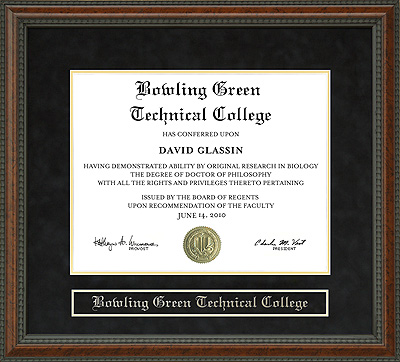 Bowling Green
Technical College
HAS CONFERRED UPON
DAVID GLASSIN
HAVING DEMONSTRATED ABILITY BY ORIGINAL RESEARCH IN BIOLOGY
THE DEGREE OF DOCTOR OF PHILOSOPHY
WITH ALL THE RIGHTS AND PRIVILEGES THERETO PERTAINING
ISSUED BY THE BOARD OF REGENTS
UPON RECOMMENDATION OF THE FACULTY
JUNE 14, 2010
PROVOST
PRESIDENT
Bowling Green Technical College